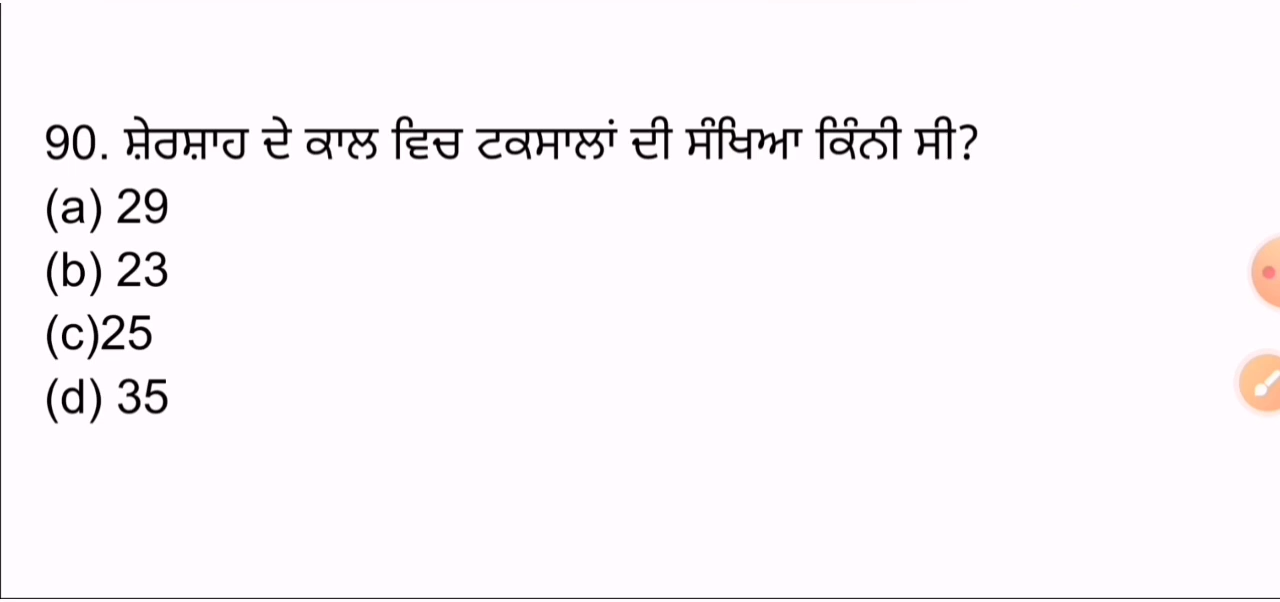 90. ਸ਼ੇਰਸ਼ਾਹ ਦੇ ਕਾਲ ਵਿਚ ਟਕਸਾਲਾਂ ਦੀ ਸੰਖਿਆ ਕਿੰਨੀ ਸੀ?
(a) 29
(b) 23
(c)25
(d) 35